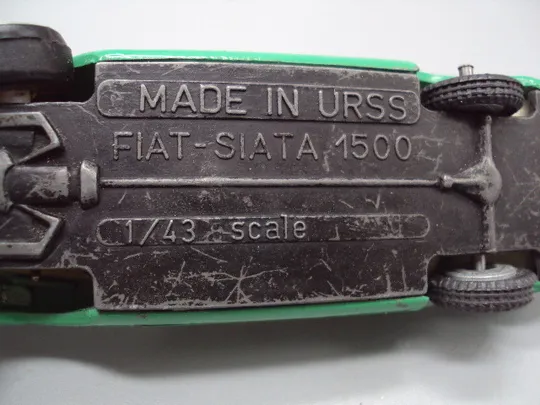 MADE IN URSS
FIAT-SIATA 1500
1/43 scale